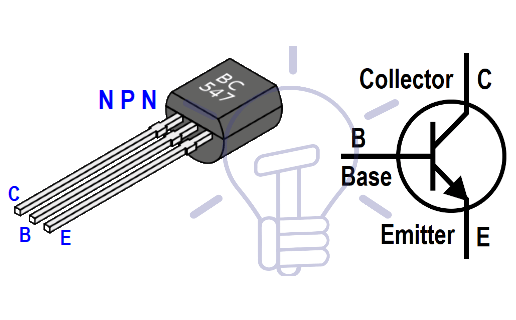 BC
547
N P N
C
B
E
Collector C
B
Base
Emitter E